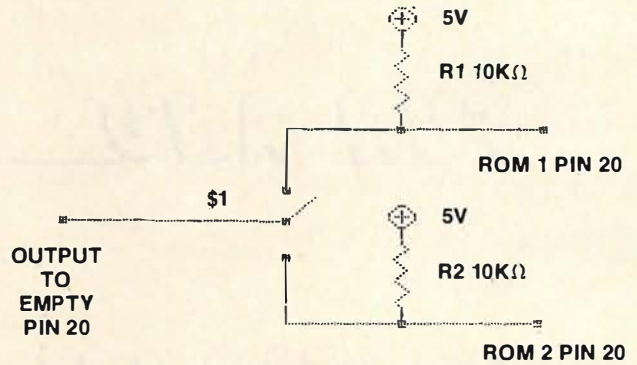 5V
R1 10KΩ
ROM 1 PIN 20
$1
5V
OUTPUT
TO
EMPTY
PIN 20
R2 10KΩ
ROM 2 PIN 20